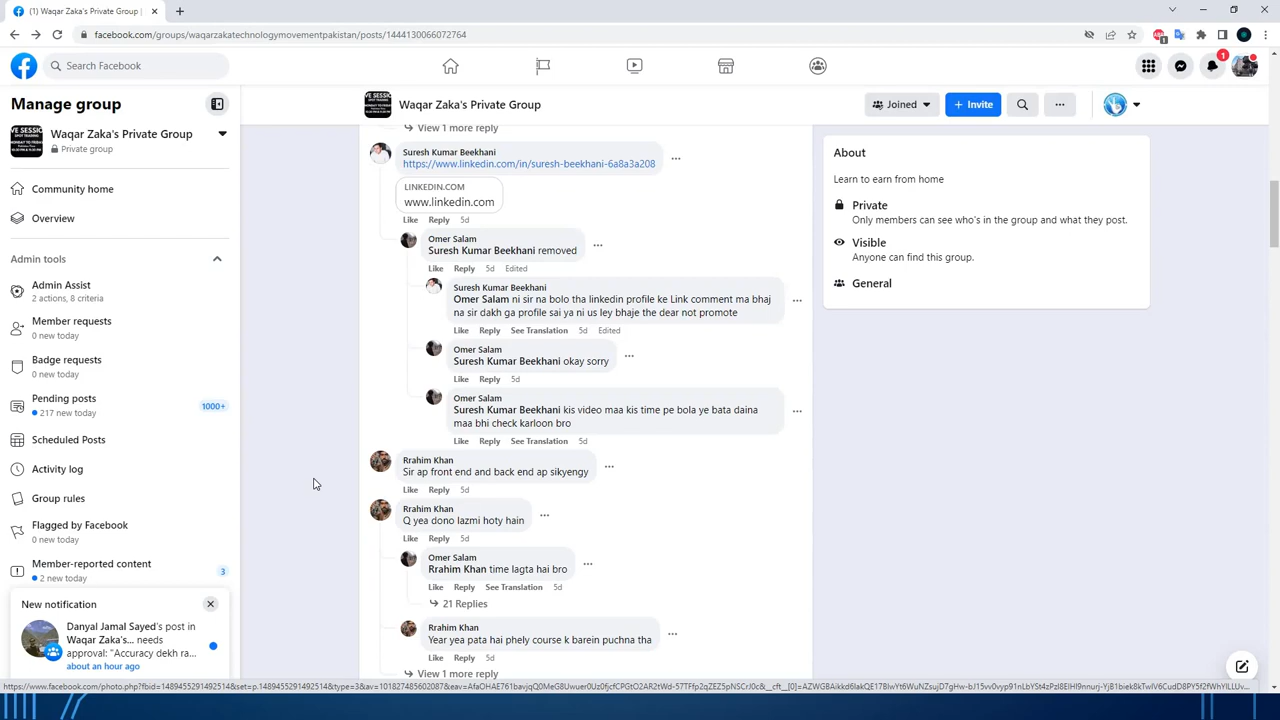 (1) Waqar Zaka's Private Group |
facebook.com/groups/waqarzakatechnologymovementpakistan/posts/1444130066072764
Search Facebook
1
Manage group
Waqar Zaka's Private Group
Private group
Community home
Overview
Admin tools
Admin Assist
2 actions, 8 criteria
Member requests
0 new today
Badge requests
0 new today
Pending posts
217 new today
1000+
Scheduled Posts
Activity log
Group rules
Flagged by Facebook
0 new today
Member-reported content
2 new today
3
New notification
Danyal Jamal Sayed's post in
Waqar Zaka's... needs
approval: "Accuracy dekh ra...
about an hour ago
Waqar Zaka's Private Group
Joined
+ Invite
View 1 more reply
Suresh Kumar Beekhani
https://www.linkedin.com/in/suresh-beekhani-6a8a3a208
LINKEDIN.COM
www.linkedin.com
Like Reply 5d
Omer Salam
Suresh Kumar Beekhani removed
Like Reply 5d Edited
Suresh Kumar Beekhani
Omer Salam ni sir na bolo tha linkedin profile ke Link comment ma bhaj
na sir dakh ga profile sai ya ni us ley bhaje the dear not promote
Like Reply See Translation 5d Edited
Omer Salam
Suresh Kumar Beekhani okay sorry
Like Reply 5d
Omer Salam
Suresh Kumar Beekhani kis video maa kis time pe bola ye bata daina
maa bhi check karloon bro
Like Reply See Translation 5d
Rrahim Khan
Sir ap front end and back end ap sikyengy
Like Reply 5d
Rrahim Khan
Q yea dono lazmi hoty hain
Like Reply 5d
Omer Salam
Rrahim Khan time lagta hai bro
Like Reply See Translation 5d
21 Replies
Rrahim Khan
Year yea pata hai phely course k barein puchna tha
Like Reply 5d
View 1 more reply
About
Learn to earn from home
Private
Only members can see who's in the group and what they post.
Visible
Anyone can find this group.
General